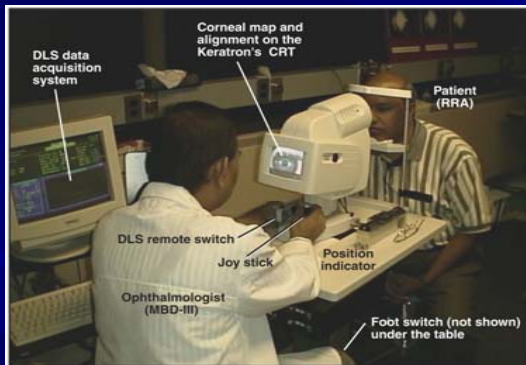 Corneal map and
alignment on the
Keratron's CRT
DLS data
acquisition
system
Patient
(RRA)
DLS remote switch
Joy stick
Position
indicator
Ophthalmologist
(MBD-III)
Foot switch (not shown)
under the table